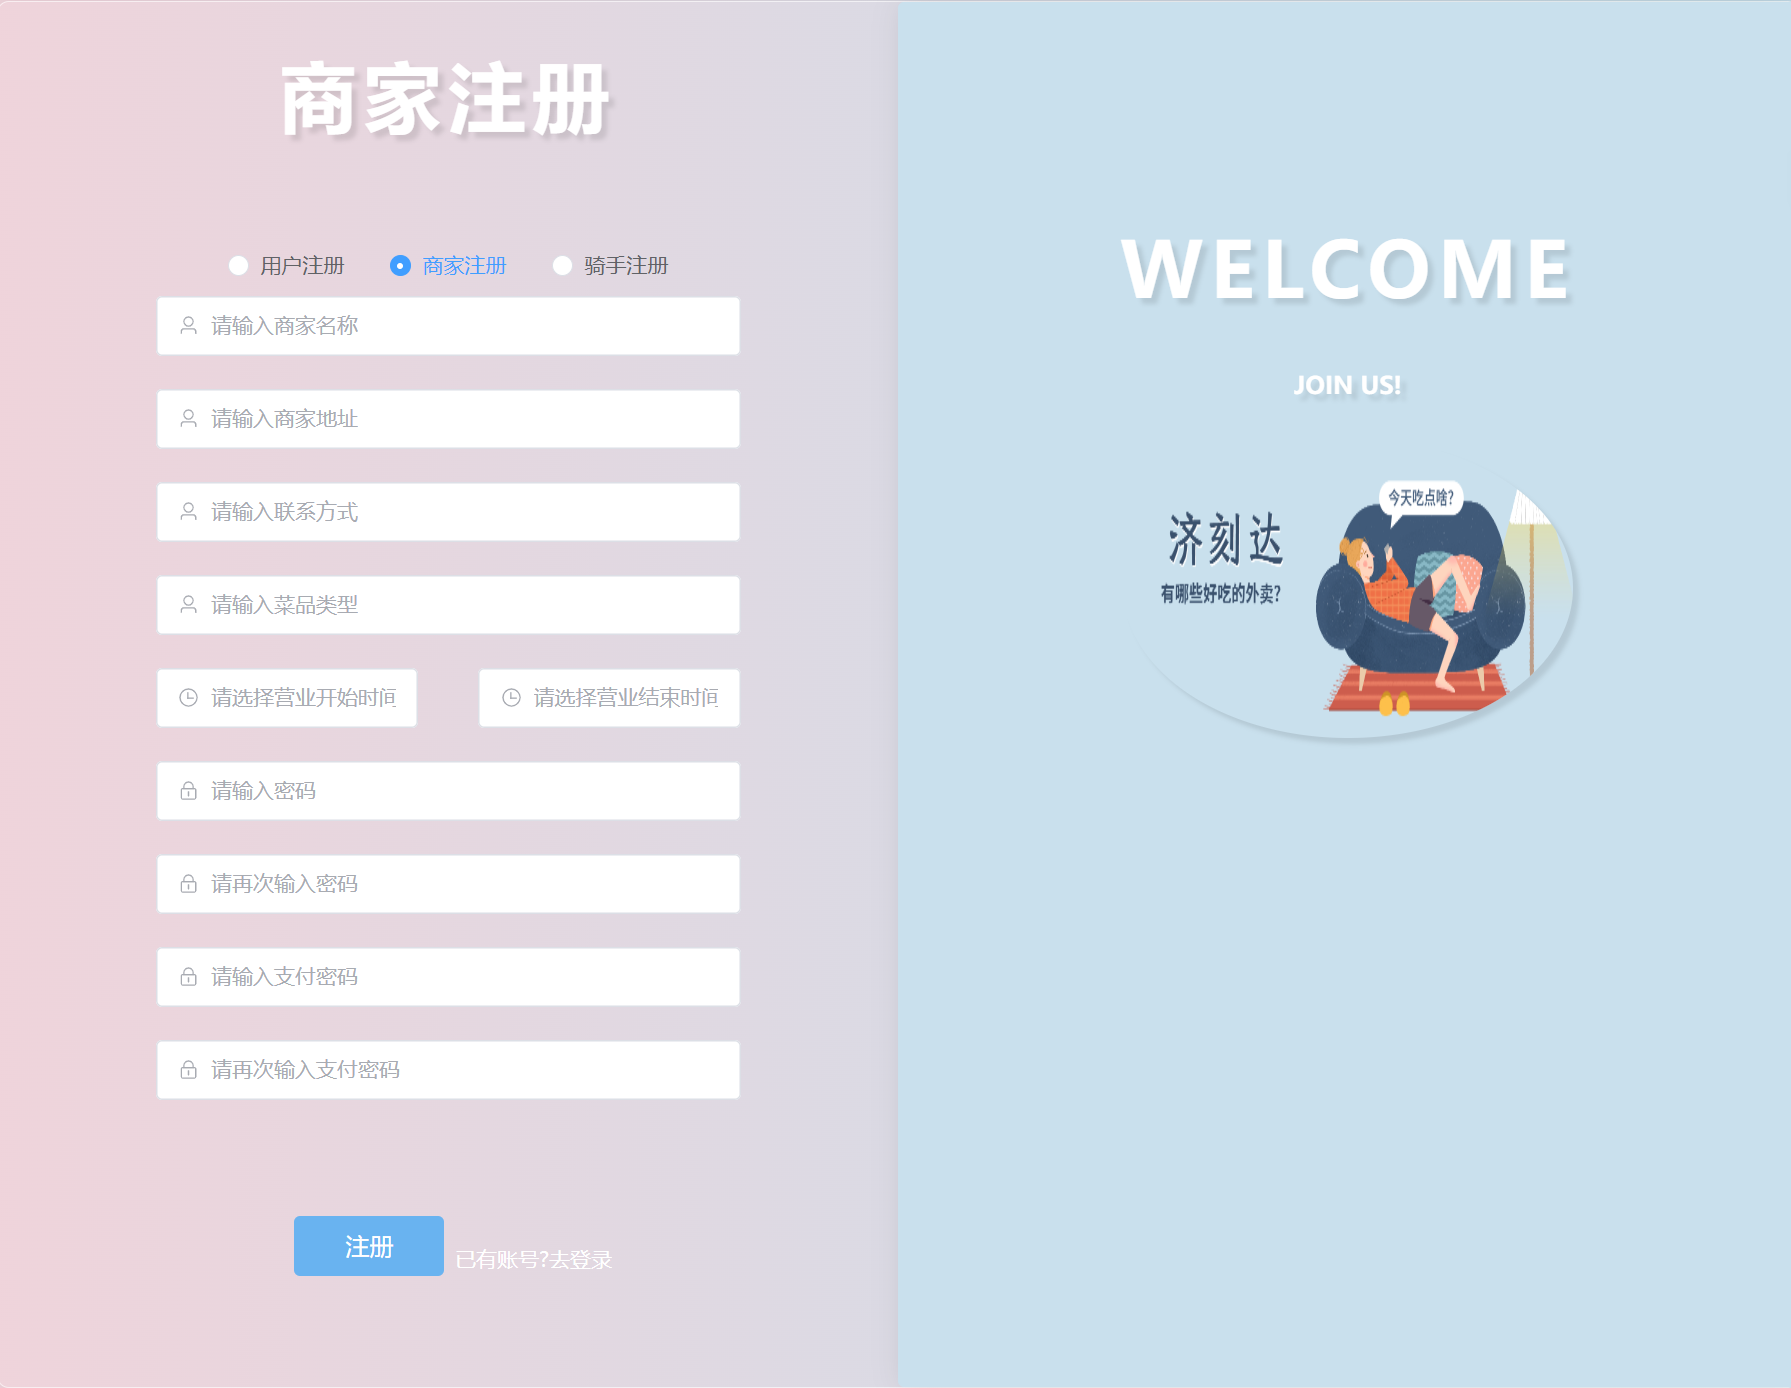 商家注册
用户注册 商家注册 骑手注册
请输入商家名称
请输入商家地址
请输入联系方式
请输入菜品类型
请选择营业开始时间 请选择营业结束时间
请输入密码
请再次输入密码
请输入支付密码
请再次输入支付密码
注册 已有账号?去登录
WELCOME
JOIN US!
今天吃点啥?
济刻达
有哪些好吃的外卖?